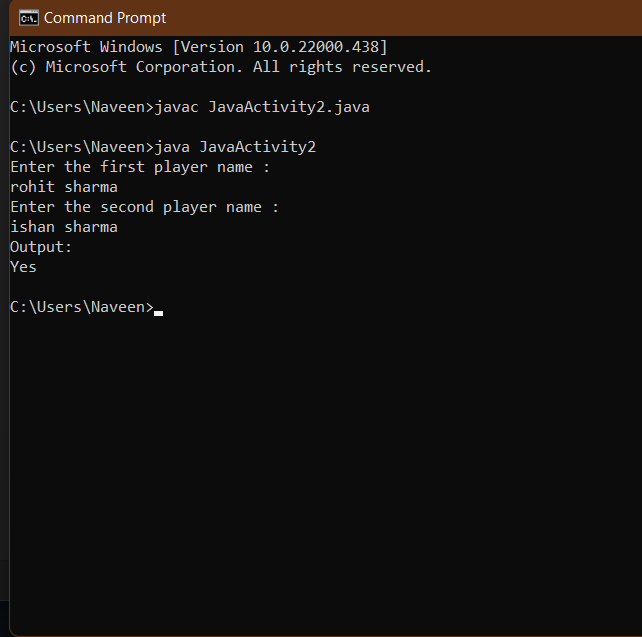 Command Prompt
Microsoft Windows [Version 10.0.22000.438]
(c) Microsoft Corporation. All rights reserved.
C:\Users\Naveen>javac JavaActivity2.java
C:\Users\Naveen>java JavaActivity2
Enter the first player name :
rohit sharma
Enter the second player name :
ishan sharma
Output:
Yes
C:\Users\Naveen>